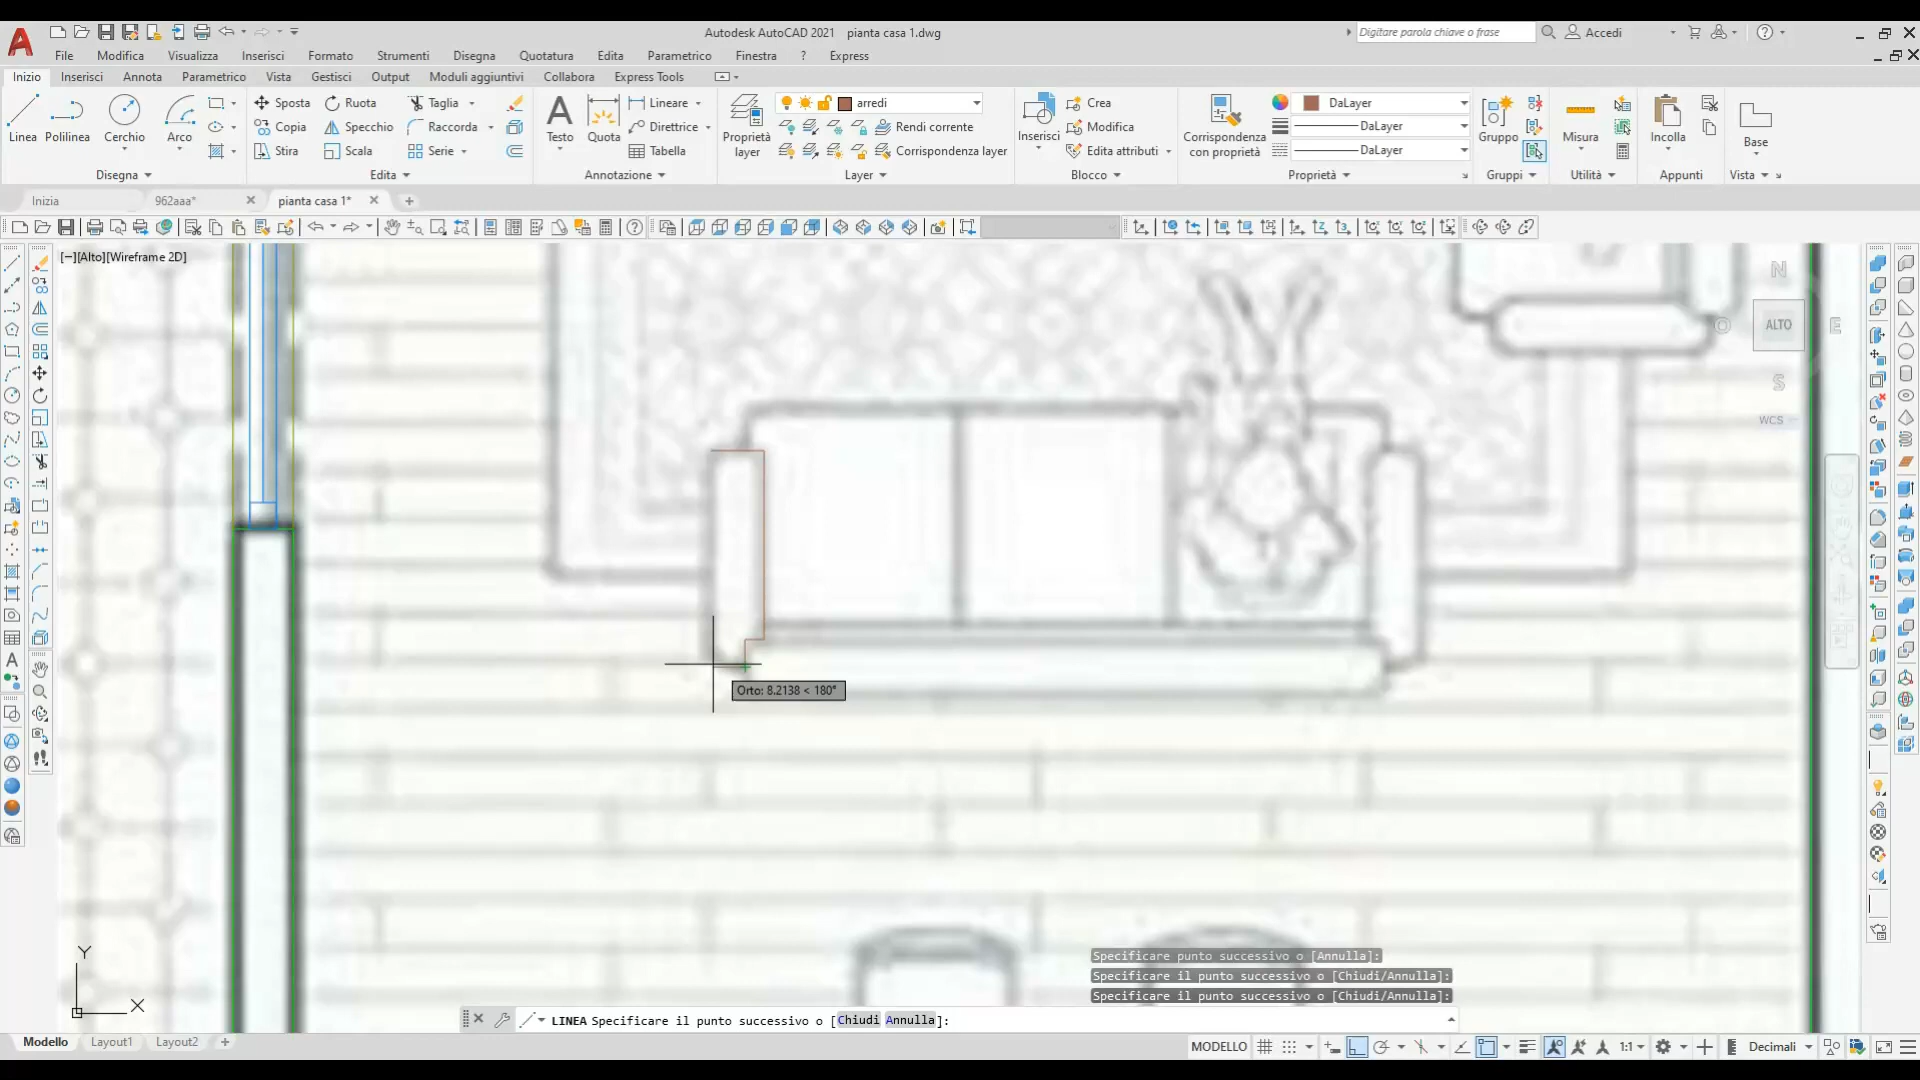 Autodesk AutoCAD 2021 pianta casa 1.dwg
Digitare parola chiave o frase
Accedi
File Modifica Visualizza Inserisci Formato Strumenti Disegna Quotatura Edita Parametrico Finestra ? Express
Inizio Inserisci Annota Parametrico Vista Gestisci Output Moduli aggiuntivi Collabora Express Tools
Linea Polilinea Cerchio Arco
Sposta Ruota Taglia
Copia Specchio Raccorda
Stira Scala Serie
Testo Quota
Lineare
Direttrice
Tabella
Proprietà layer
arredi
Rendi corrente
Corrispondenza layer
Inserisci
Crea
Modifica
Edita attributi
Corrispondenza con proprietà
DaLayer
DaLayer
DaLayer
Gruppo
Misura
Incolla
Base
Disegna Edita Annotazione Layer Blocco Proprietà Gruppi Utilità Appunti Vista
Inizia 962aaa* pianta casa 1*
[−][Alto][Wireframe 2D]
N
ALTO
O
E
S
WCS
Orto: 8.2138 < 180°
Y
X
Specificare punto successivo o [Annulla]:
Specificare il punto successivo o [Chiudi/Annulla]:
Specificare il punto successivo o [Chiudi/Annulla]:
LINEA Specificare il punto successivo o [Chiudi Annulla]:
Modello Layout1 Layout2 +
MODELLO 1:1 Decimali